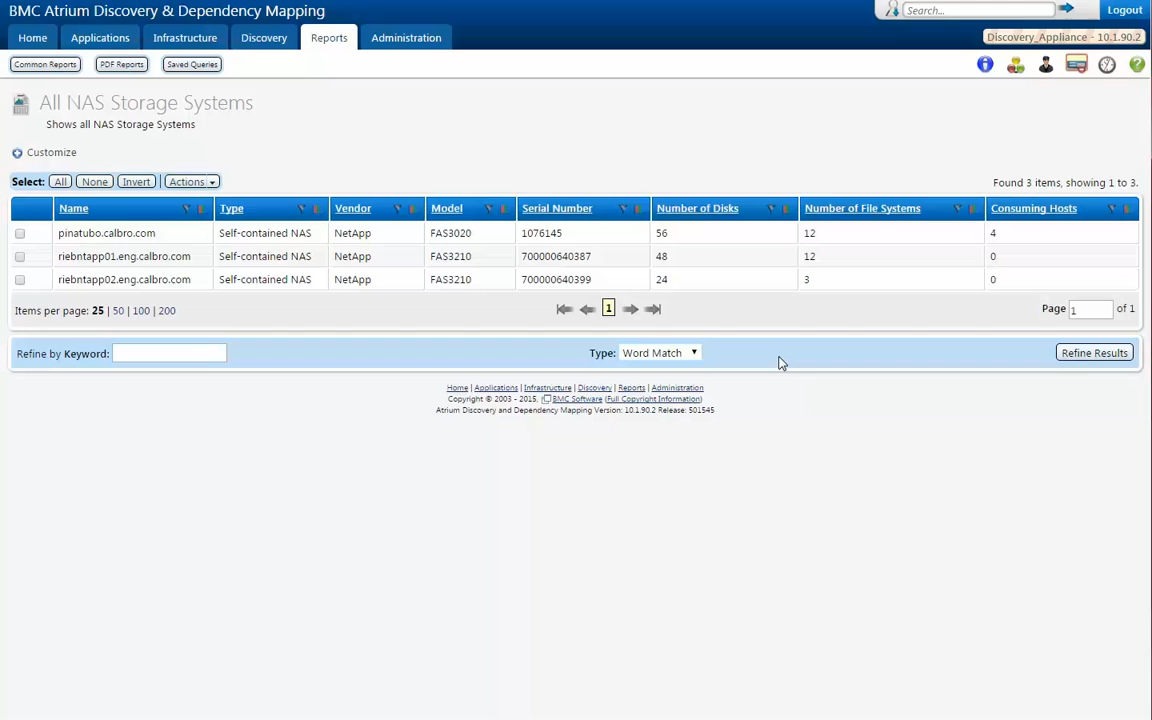 BMC Atrium Discovery & Dependency Mapping
Search...
Logout
Home Applications Infrastructure Discovery Reports Administration
Discovery_Appliance - 10.1.90.2
Common Reports PDF Reports Saved Queries
All NAS Storage Systems
Shows all NAS Storage Systems
Customize
Select: All None Invert | Actions
Found 3 items, showing 1 to 3.
Name Type Vendor Model Serial Number Number of Disks Number of File Systems Consuming Hosts
pinatubo.calbro.com Self-contained NAS NetApp FAS3020 1076145 56 12 4
riebntapp01.eng.calbro.com Self-contained NAS NetApp FAS3210 700000640387 48 12 0
riebntapp02.eng.calbro.com Self-contained NAS NetApp FAS3210 700000640399 24 3 0
Items per page: 25 | 50 | 100 | 200
1
Page 1 of 1
Refine by Keyword:
Type: Word Match
Refine Results
Home | Applications | Infrastructure | Discovery | Reports | Administration
Copyright © 2003 - 2015, BMC Software (Full Copyright Information)
Atrium Discovery and Dependency Mapping Version: 10.1.90.2 Release: 501545